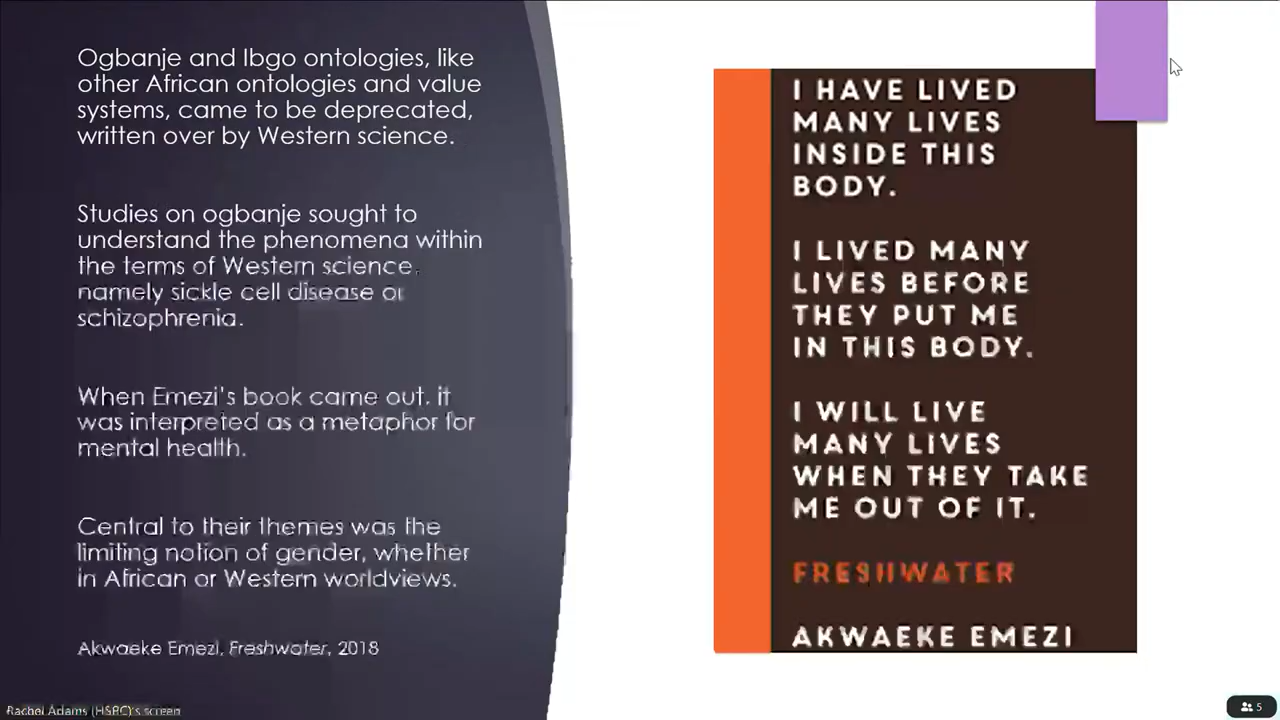 Ogbanje and Ibgo ontologies, like
other African ontologies and value
systems, came to be deprecated,
written over by Western science.
Studies on ogbanje sought to
understand the phenomena within
the terms of Western science,
namely sickle cell disease or
schizophrenia.
When Emezi's book came out, it
was interpreted as a metaphor for
mental health.
Central to their themes was the
limiting notion of gender, whether
in African or Western worldviews.
Akwaeke Emezi, Freshwater, 2018
I HAVE LIVED
MANY LIVES
INSIDE THIS
BODY.
I LIVED MANY
LIVES BEFORE
THEY PUT ME
IN THIS BODY.
I WILL LIVE
MANY LIVES
WHEN THEY TAKE
ME OUT OF IT.
FRESHWATER
AKWAEKE EMEZI
Rachel Adams (HSRC)'s screen
5